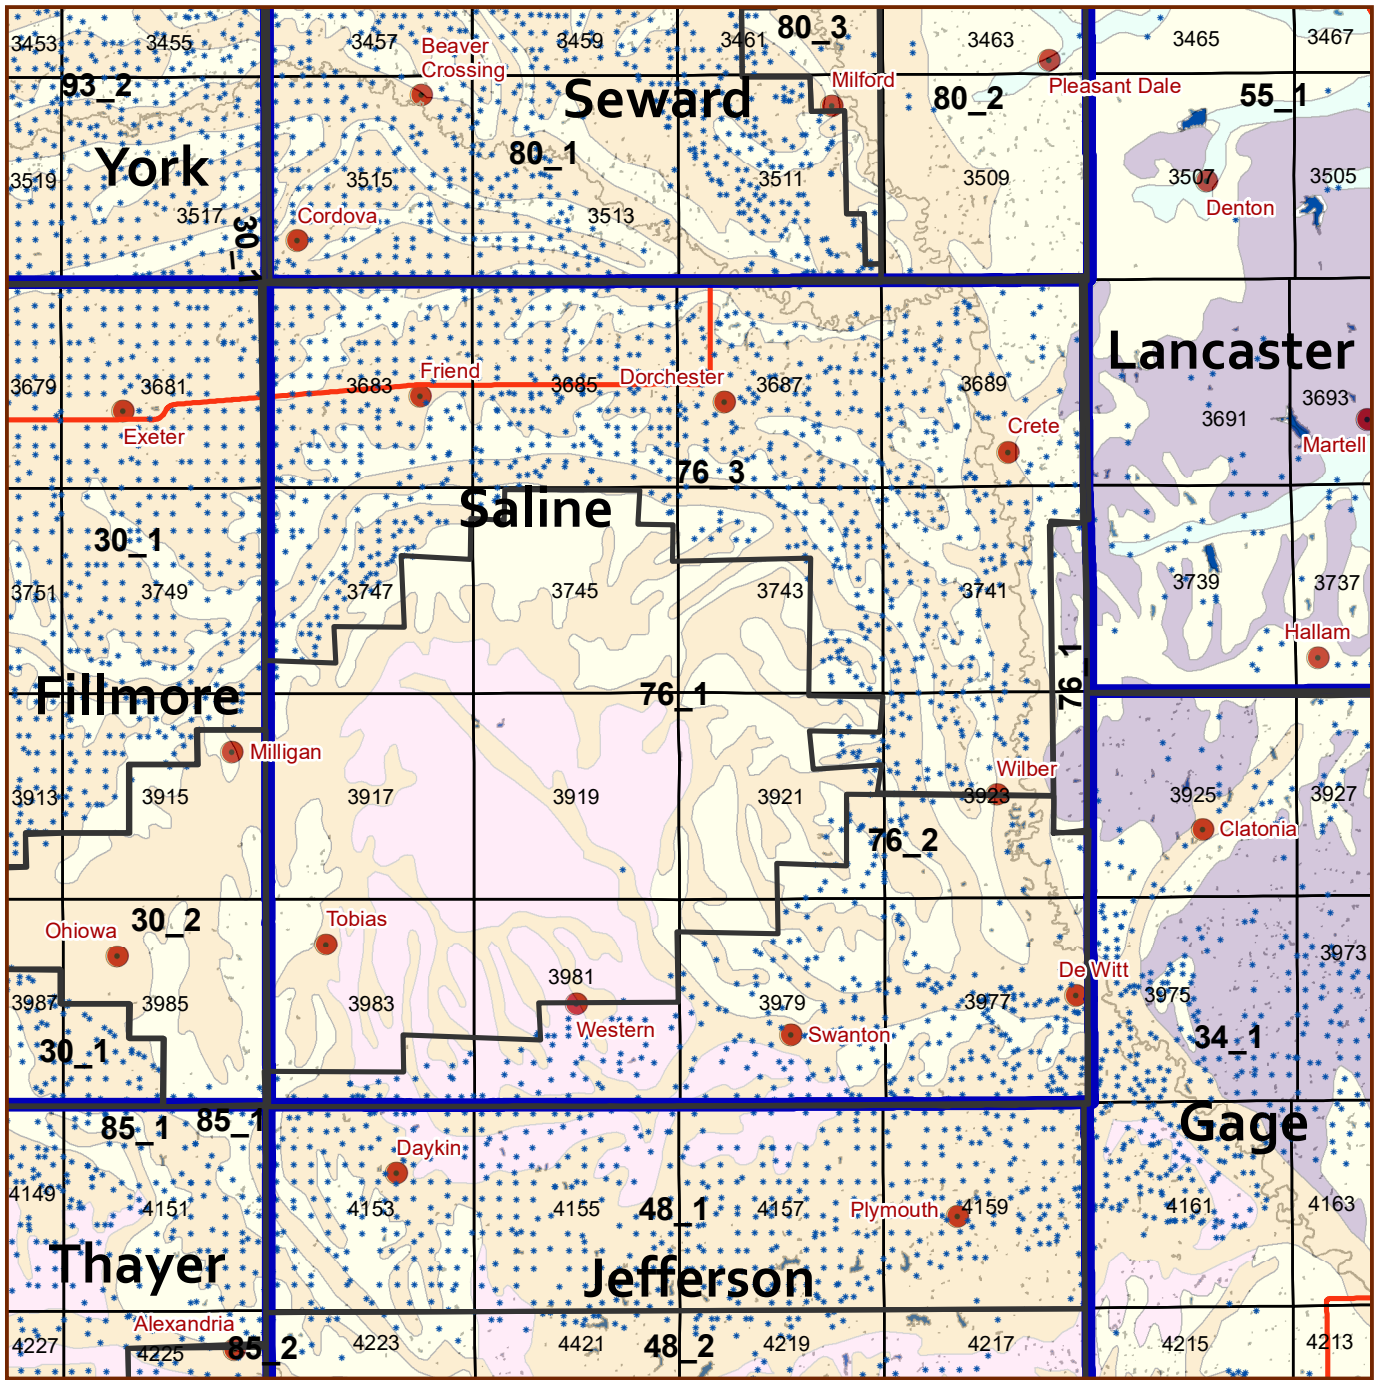 3453
3455
3457
Beaver
Crossing
3459
3461
80_3
3463
3465
3467
93_2
Seward
Milford
80_2
Pleasant Dale
55_1
York
80_1
3519
3515
3511
3509
3507
3505
3517
Cordova
3513
Denton
30_1
3679
3681
3683
Friend
3685
Dorchester
3687
3689
Lancaster
3691
3693
Exeter
Crete
Martell
76_3
Saline
30_1
3751
3749
3747
3745
3743
3741
3739
3737
Hallam
Fillmore
76_1
76_1
Milligan
Wilber
3913
3915
3917
3919
3921
3923
3925
3927
Clatonia
76_2
Ohiowa
30_2
Tobias
3973
3987
3985
3983
3981
Western
3979
Swanton
3977
De Witt
3975
30_1
34_1
85_1
85_1
Gage
Daykin
4149
4151
4153
4155
48_1
4157
Plymouth
4159
4161
4163
Thayer
Jefferson
Alexandria
4227
4225
85_2
4223
4421
48_2
4219
4217
4215
4213